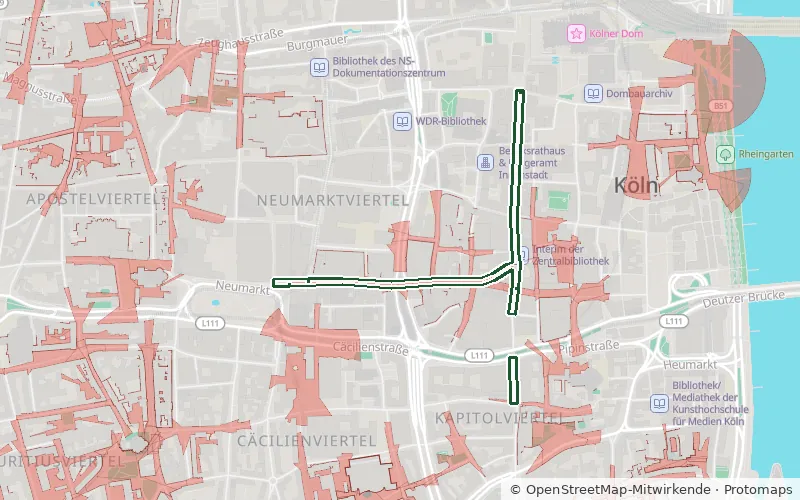 Zeughausstraße
Burgmauer
Kölner Dom
Bibliothek des NS-
Dokumentationszentrum
Magnusstraße
Dombauarchiv
B51
WDR-Bibliothek
Rheingarten
& Bürgeramt
Köln
APOSTELVIERTEL
NEUMARKTVIERTEL
Interim der
Zentralbibliothek
Neumarkt
Deutzer Brücke
L111
L111
Cäcilienstraße
L111
Pipinstraße
Heumarkt
Bibliothek/
Mediathek der
Kunsthochschule
für Medien Köln
KAPITOLVIERTEL
CÄCILIENVIERTEL
URITIUSVIERTEL
© OpenStreetMap-Mitwirkende · Protomaps